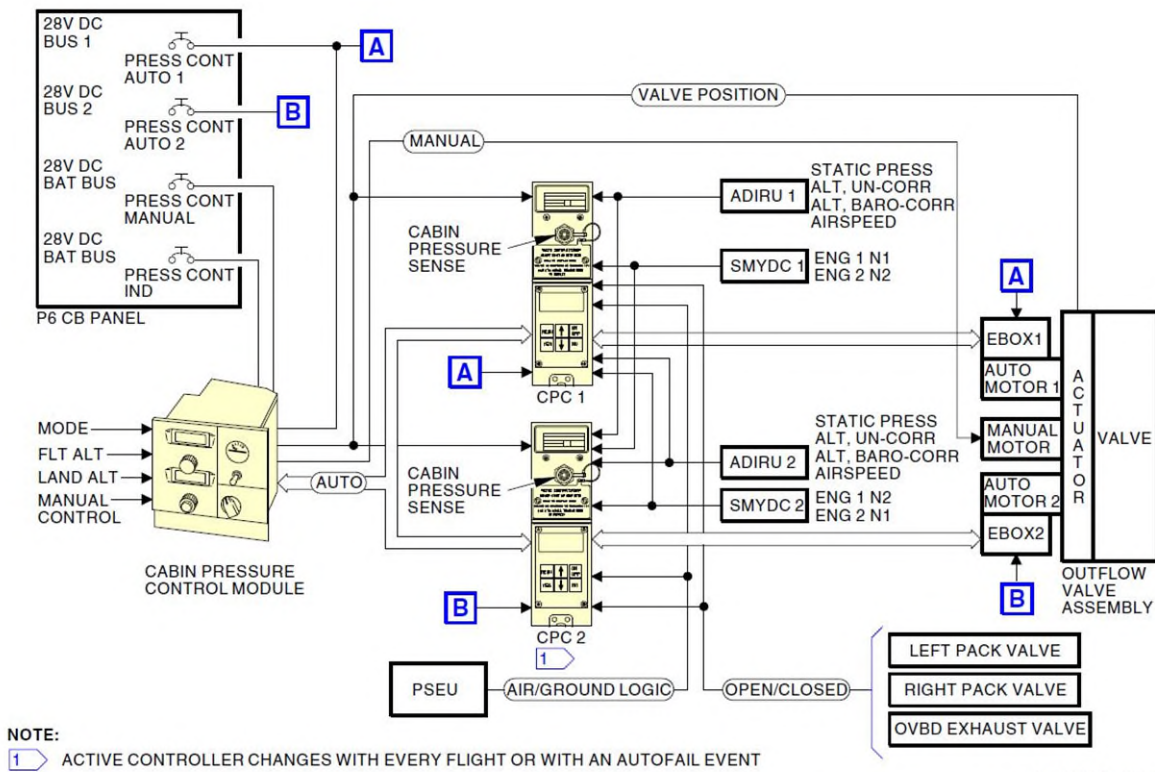 28V DC
BUS 1
PRESS CONT
AUTO 1
A
28V DC
BUS 2
PRESS CONT
AUTO 2
B
28V DC
BAT BUS
PRESS CONT
MANUAL
28V DC
BAT BUS
PRESS CONT
IND
P6 CB PANEL
VALVE POSITION
MANUAL
CABIN
PRESSURE
SENSE
ADIRU 1
STATIC PRESS
ALT, UN-CORR
ALT, BARO-CORR
AIRSPEED
SMYDC 1
ENG 1 N1
ENG 2 N2
A
CPC 1
A
EBOX1
AUTO
MOTOR 1
MANUAL
MOTOR
AUTO
MOTOR 2
EBOX2
B
ACTUATOR
VALVE
OUTFLOW
VALVE
ASSEMBLY
MODE
FLT ALT
LAND ALT
MANUAL
CONTROL
AUTO
CABIN PRESSURE
CONTROL MODULE
CABIN
PRESSURE
SENSE
ADIRU 2
STATIC PRESS
ALT, UN-CORR
ALT, BARO-CORR
AIRSPEED
SMYDC 2
ENG 1 N2
ENG 2 N1
B
CPC 2
1
PSEU
AIR/GROUND LOGIC
OPEN/CLOSED
LEFT PACK VALVE
RIGHT PACK VALVE
OVBD EXHAUST VALVE
NOTE:
1 ACTIVE CONTROLLER CHANGES WITH EVERY FLIGHT OR WITH AN AUTOFAIL EVENT